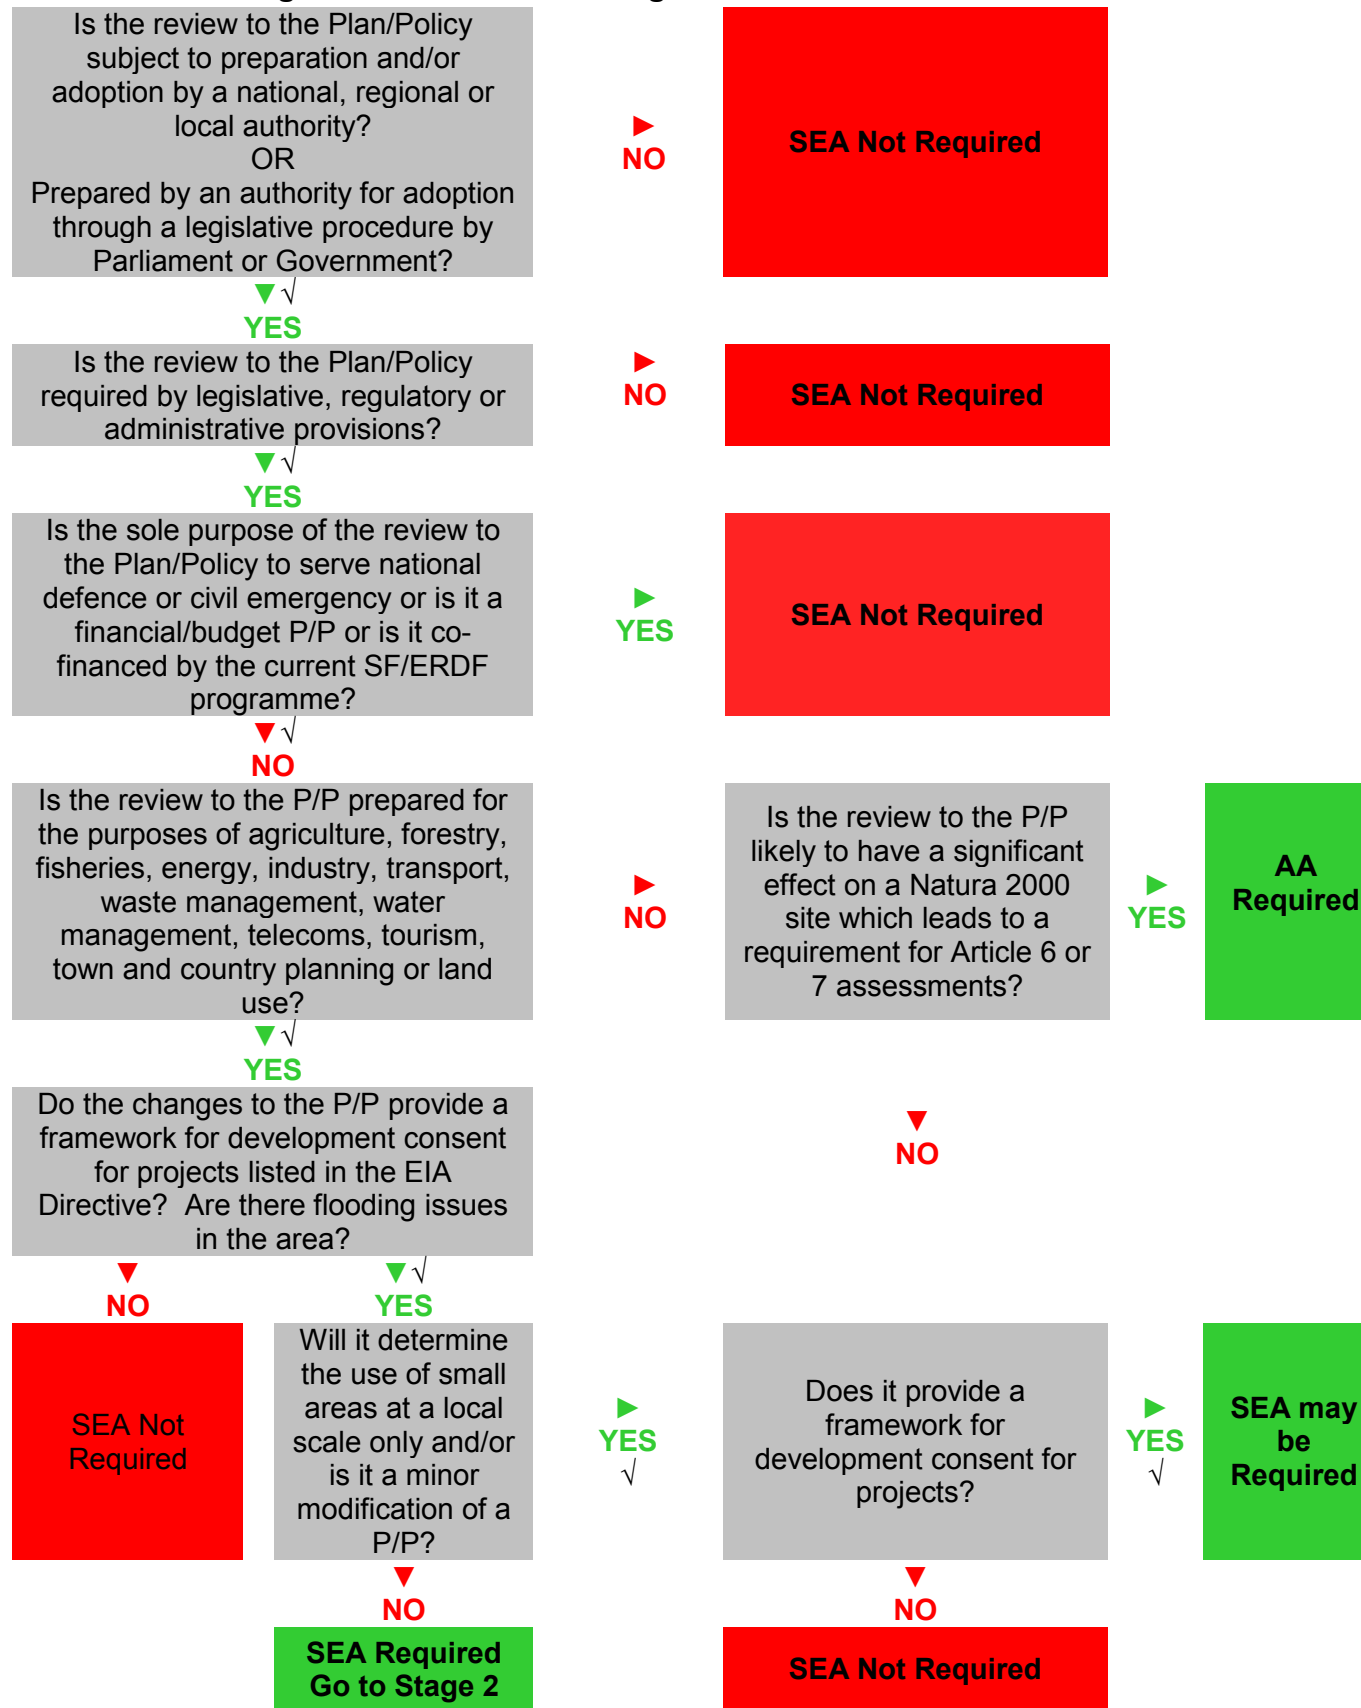 Is the review to the Plan/Policy
subject to preparation and/or
adoption by a national, regional or
local authority?
OR
Prepared by an authority for adoption
through a legislative procedure by
Parliament or Government?
►
NO
SEA Not Required
▼ √
YES
Is the review to the Plan/Policy
required by legislative, regulatory or
administrative provisions?
►
NO
SEA Not Required
▼ √
YES
Is the sole purpose of the review to
the Plan/Policy to serve national
defence or civil emergency or is it a
financial/budget P/P or is it co-
financed by the current SF/ERDF
programme?
►
YES
SEA Not Required
▼ √
NO
Is the review to the P/P prepared for
the purposes of agriculture, forestry,
fisheries, energy, industry, transport,
waste management, water
management, telecoms, tourism,
town and country planning or land
use?
►
NO
Is the review to the P/P
likely to have a significant
effect on a Natura 2000
site which leads to a
requirement for Article 6 or
7 assessments?
►
YES
AA
Required
▼ √
YES
Do the changes to the P/P provide a
framework for development consent
for projects listed in the EIA
Directive?  Are there flooding issues
in the area?
▼
NO
▼
NO
▼ √
YES
SEA Not
Required
Will it determine
the use of small
areas at a local
scale only and/or
is it a minor
modification of a
P/P?
►
YES
√
Does it provide a
framework for
development consent for
projects?
►
YES
√
SEA may
be
Required
▼
NO
▼
NO
SEA Required
Go to Stage 2
SEA Not Required